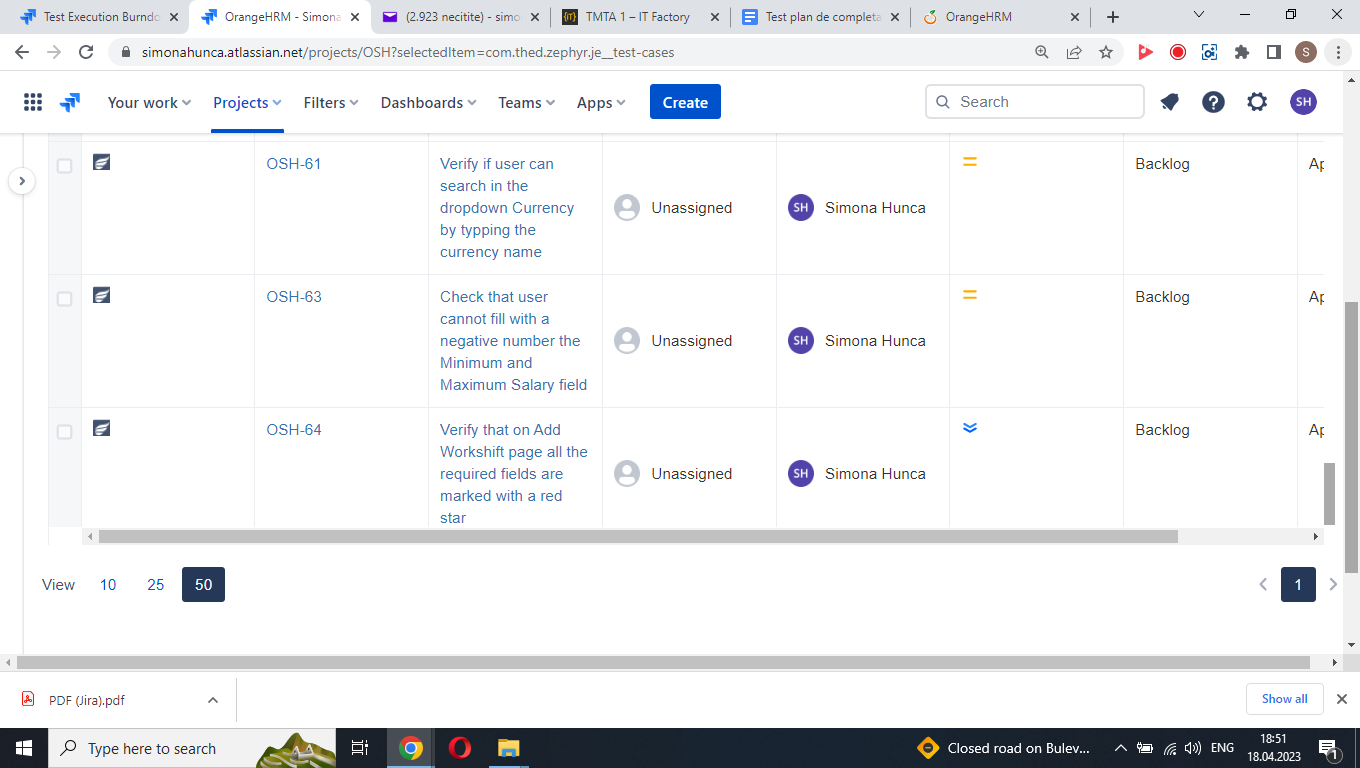 Test Execution Burndo
OrangeHRM - Simona
(2.923 necitite) - simo
TMTA 1 – IT Factory
Test plan de completa
OrangeHRM
simonahunca.atlassian.net/projects/OSH?selectedItem=com.thed.zephyr.je__test-cases
S
Your work
Projects
Filters
Dashboards
Teams
Apps
Create
Search
SH
OSH-61
Verify if user can
search in the
dropdown Currency
by typping the
currency name
Unassigned
SH
Simona Hunca
Backlog
Ap
OSH-63
Check that user
cannot fill with a
negative number the
Minimum and
Maximum Salary field
Unassigned
SH
Simona Hunca
Backlog
Ap
OSH-64
Verify that on Add
Workshift page all the
required fields are
marked with a red
star
Unassigned
SH
Simona Hunca
Backlog
Ap
View
10
25
50
1
PDF (Jira).pdf
Show all
Type here to search
Closed road on Bulev...
ENG
18:51
18.04.2023
1